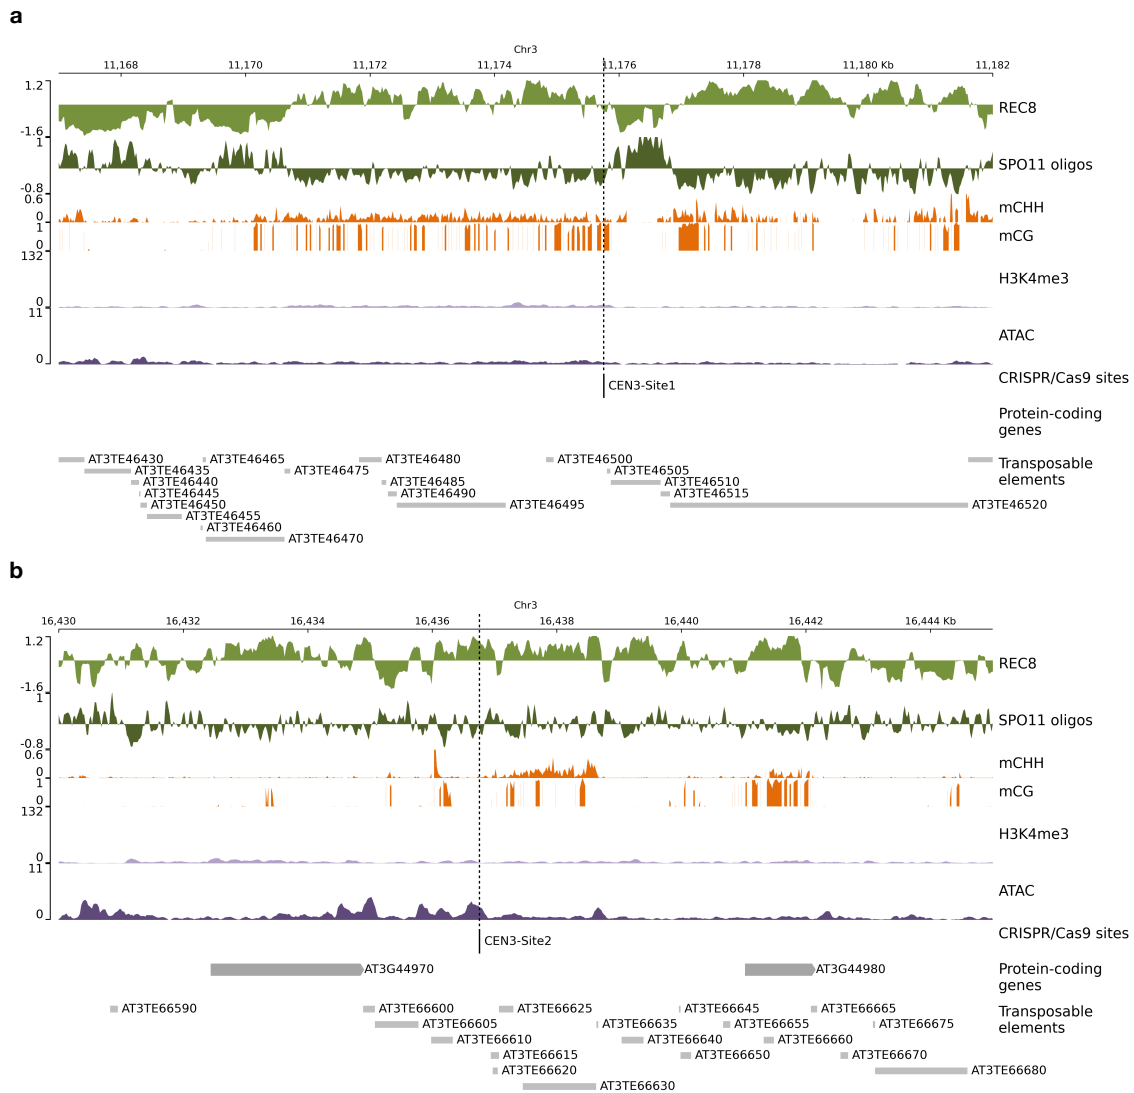 a
Chr3
11,168 11,170 11,172 11,174 11,176 11,178 11,180 Kb 11,182
1.2
REC8
-1.6
1
SPO11 oligos
-0.8
0.6
mCHH
0
1
mCG
0
132
H3K4me3
0
11
ATAC
0
CRISPR/Cas9 sites
CEN3-Site1
Protein-coding
genes
AT3TE46430 AT3TE46465 AT3TE46480 AT3TE46500
Transposable
elements
AT3TE46435 AT3TE46475 AT3TE46505
AT3TE46440 AT3TE46485 AT3TE46510
AT3TE46445 AT3TE46490 AT3TE46515
AT3TE46450 AT3TE46495 AT3TE46520
AT3TE46455
AT3TE46460
AT3TE46470
b
Chr3
16,430 16,432 16,434 16,436 16,438 16,440 16,442 16,444 Kb
1.2
REC8
-1.6
1
SPO11 oligos
-0.8
0.6
mCHH
0
1
mCG
0
132
H3K4me3
0
11
ATAC
0
CRISPR/Cas9 sites
CEN3-Site2
AT3G44970 AT3G44980
Protein-coding
genes
AT3TE66590 AT3TE66600 AT3TE66625 AT3TE66645 AT3TE66665
Transposable
elements
AT3TE66605 AT3TE66635 AT3TE66655 AT3TE66675
AT3TE66610 AT3TE66640 AT3TE66660
AT3TE66615 AT3TE66650 AT3TE66670
AT3TE66620 AT3TE66680
AT3TE66630